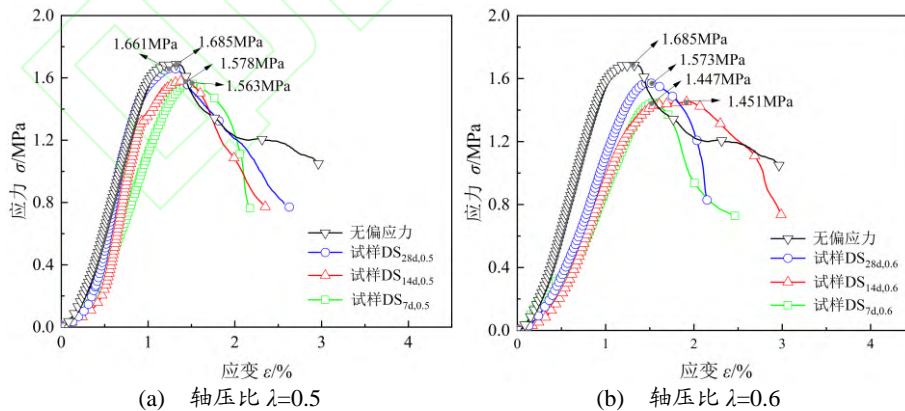 2.0
1.6
1.2
0.8
0.4
0.0
应力 σ/MPa
1.661MPa
1.685MPa
1.578MPa
1.563MPa
无偏应力
试样DS28d,0.5
试样DS14d,0.5
试样DS7d,0.5
0 1 2 3 4
应变 ε/%
(a) 轴压比 λ=0.5
2.0
1.6
1.2
0.8
0.4
0.0
应力 σ/MPa
1.685MPa
1.573MPa
1.447MPa
1.451MPa
无偏应力
试样DS28d,0.6
试样DS14d,0.6
试样DS7d,0.6
0 1 2 3 4
应变 ε/%
(b) 轴压比 λ=0.6